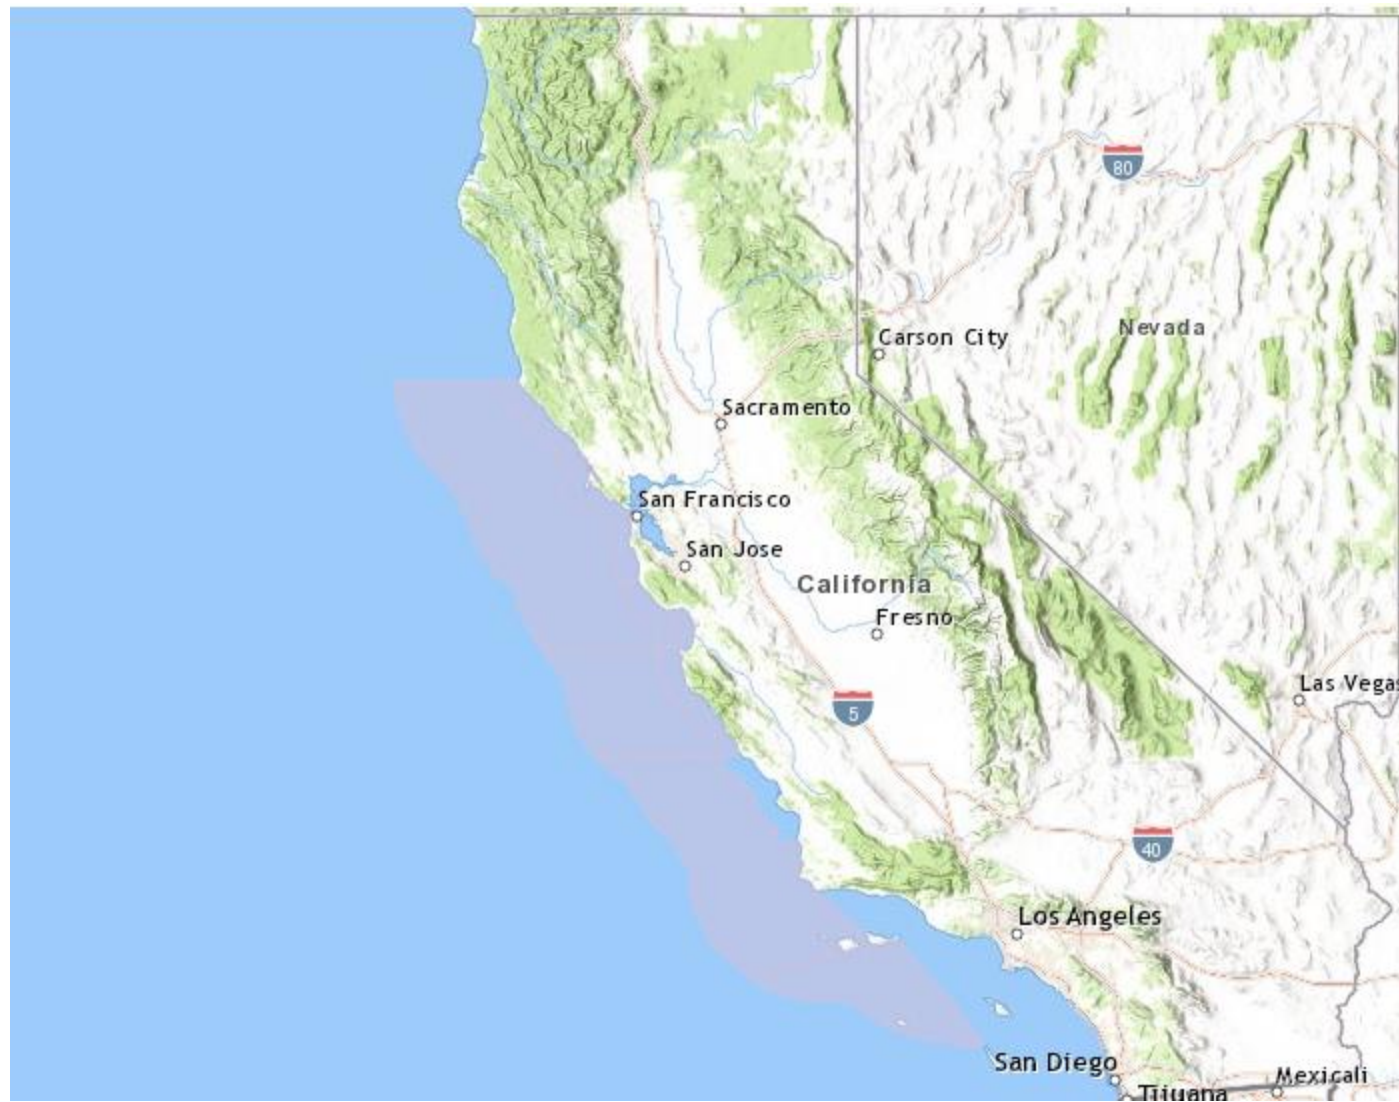 80
Nevada
Carson City
Sacramento
San Francisco
San Jose
California
Fresno
Las Vegas
5
40
Los Angeles
San Diego
Mexicali
Tijuana